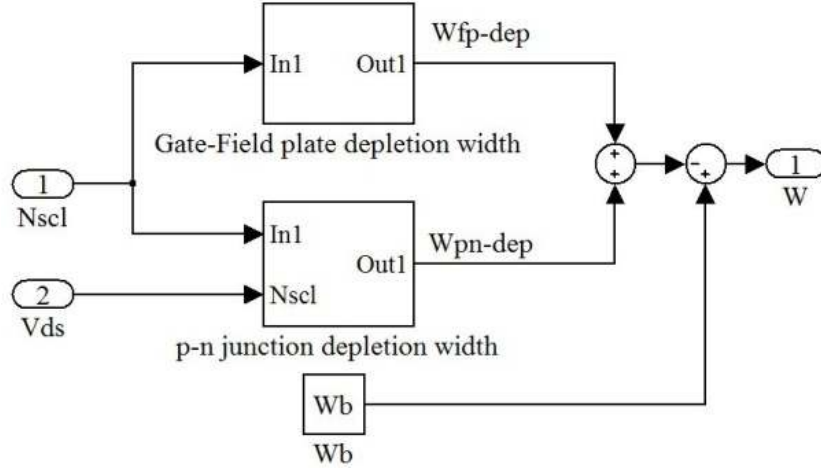 Wfp-dep
In1
Out1
Gate-Field plate depletion width
1
Nscl
+
+
-
+
1
W
In1
Wpn-dep
Out1
2
Nscl
Vds
p-n junction depletion width
Wb
Wb